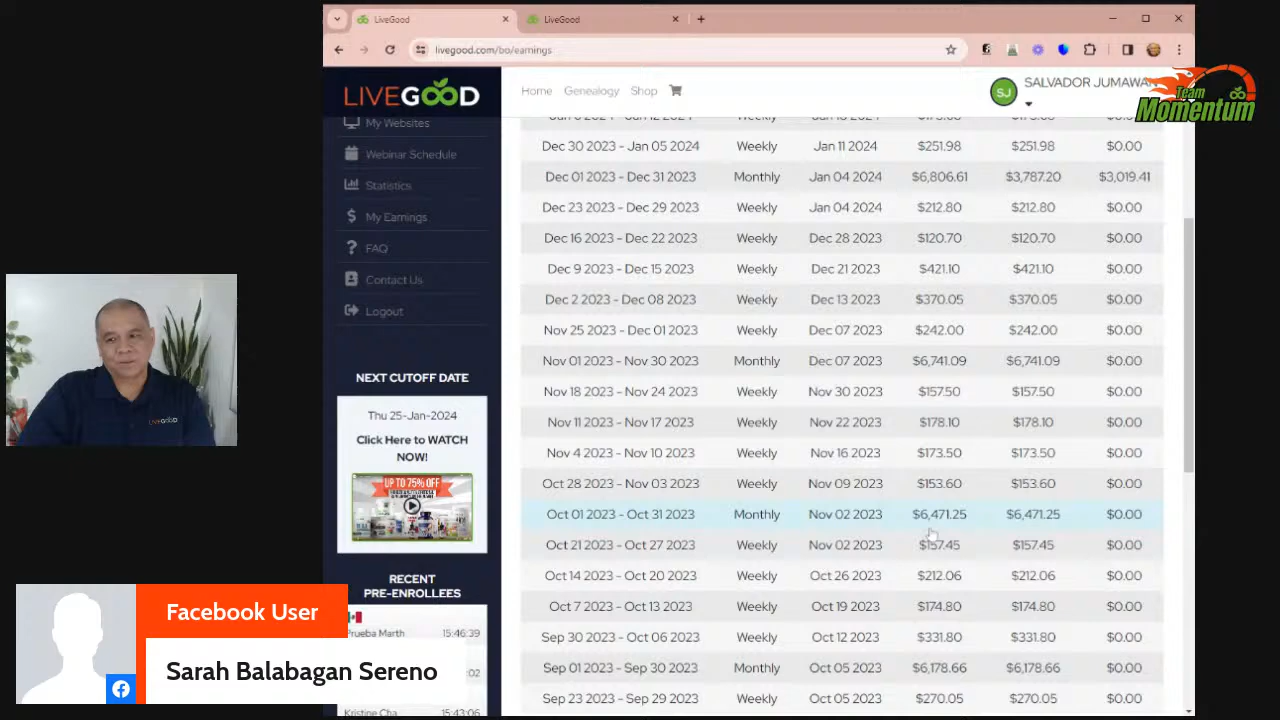 LiveGood
LiveGood
livegood.com/bo/earnings
LIVEGOOD
Home Genealogy Shop
SJ
SALVADOR JUMAWAN
Team
Momentum
My Websites
Webinar Schedule
Statistics
My Earnings
FAQ
Contact Us
Logout
NEXT CUTOFF DATE
Thu 25-Jan-2024
Click Here to WATCH
NOW!
UP TO 75% OFF
RECENT
PRE-ENROLLEES
Prueba Marth 15:46:39
:02
Kristine Cha 15:43:06
Dec 30 2023 - Jan 05 2024 Weekly Jan 11 2024 $251.98 $251.98 $0.00
Dec 01 2023 - Dec 31 2023 Monthly Jan 04 2024 $6,806.61 $3,787.20 $3,019.41
Dec 23 2023 - Dec 29 2023 Weekly Jan 04 2024 $212.80 $212.80 $0.00
Dec 16 2023 - Dec 22 2023 Weekly Dec 28 2023 $120.70 $120.70 $0.00
Dec 9 2023 - Dec 15 2023 Weekly Dec 21 2023 $421.10 $421.10 $0.00
Dec 2 2023 - Dec 08 2023 Weekly Dec 13 2023 $370.05 $370.05 $0.00
Nov 25 2023 - Dec 01 2023 Weekly Dec 07 2023 $242.00 $242.00 $0.00
Nov 01 2023 - Nov 30 2023 Monthly Dec 07 2023 $6,741.09 $6,741.09 $0.00
Nov 18 2023 - Nov 24 2023 Weekly Nov 30 2023 $157.50 $157.50 $0.00
Nov 11 2023 - Nov 17 2023 Weekly Nov 22 2023 $178.10 $178.10 $0.00
Nov 4 2023 - Nov 10 2023 Weekly Nov 16 2023 $173.50 $173.50 $0.00
Oct 28 2023 - Nov 03 2023 Weekly Nov 09 2023 $153.60 $153.60 $0.00
Oct 01 2023 - Oct 31 2023 Monthly Nov 02 2023 $6,471.25 $6,471.25 $0.00
Oct 21 2023 - Oct 27 2023 Weekly Nov 02 2023 $157.45 $157.45 $0.00
Oct 14 2023 - Oct 20 2023 Weekly Oct 26 2023 $212.06 $212.06 $0.00
Oct 7 2023 - Oct 13 2023 Weekly Oct 19 2023 $174.80 $174.80 $0.00
Sep 30 2023 - Oct 06 2023 Weekly Oct 12 2023 $331.80 $331.80 $0.00
Sep 01 2023 - Sep 30 2023 Monthly Oct 05 2023 $6,178.66 $6,178.66 $0.00
Sep 23 2023 - Sep 29 2023 Weekly Oct 05 2023 $270.05 $270.05 $0.00
LIVEGOOD
Facebook User
Sarah Balabagan Sereno